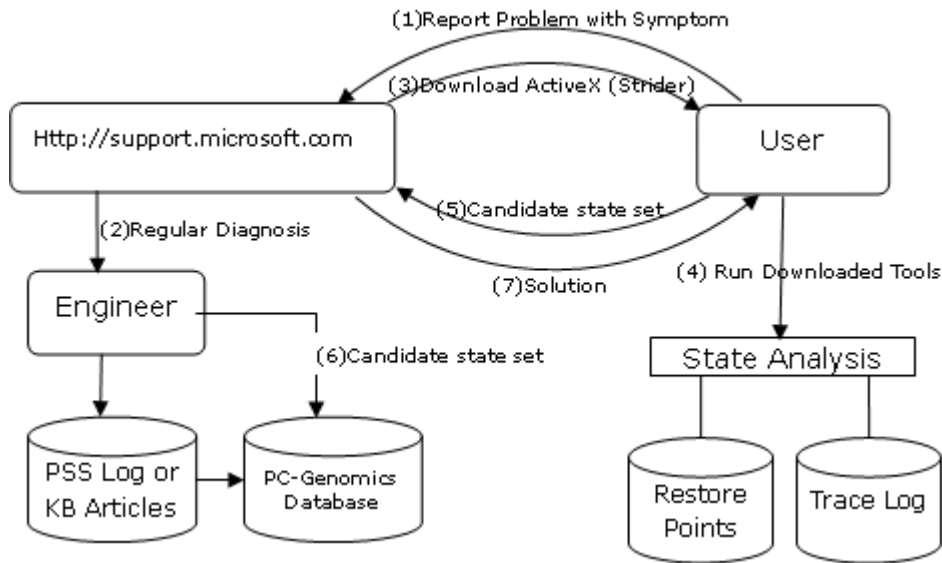 (1)Report Problem with Symptom
(3)Download ActiveX (Strider)
Http://support.microsoft.com
User
(5)Candidate state set
(2)Regular Diagnosis
(7)Solution
(4) Run Downloaded Tools
Engineer
(6)Candidate state set
State Analysis
PSS Log or
KB Articles
PC-Genomics
Database
Restore
Points
Trace Log